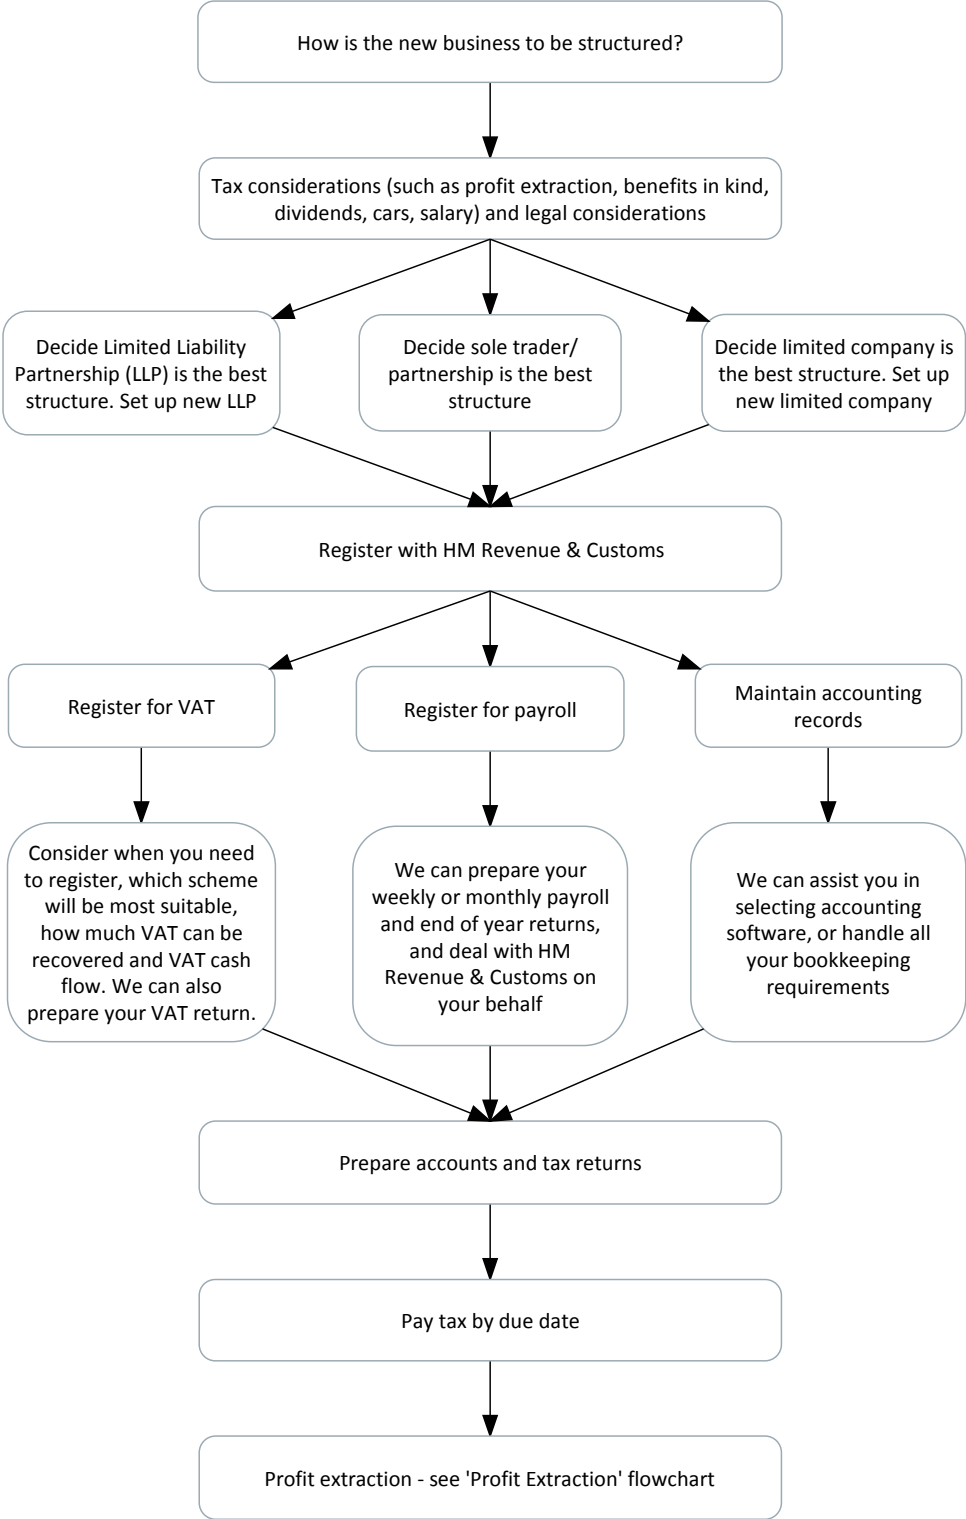 How is the new business to be structured?
Tax considerations (such as profit extraction, benefits in kind,
dividends, cars, salary) and legal considerations
Decide Limited Liability
Partnership (LLP) is the best
structure. Set up new LLP
Decide sole trader/
partnership is the best
structure
Decide limited company is
the best structure. Set up
new limited company
Register with HM Revenue & Customs
Register for VAT
Register for payroll
Maintain accounting
records
Consider when you need
to register, which scheme
will be most suitable,
how much VAT can be
recovered and VAT cash
flow. We can also
prepare your VAT return.
We can prepare your
weekly or monthly payroll
and end of year returns,
and deal with HM
Revenue & Customs on
your behalf
We can assist you in
selecting accounting
software, or handle all
your bookkeeping
requirements
Prepare accounts and tax returns
Pay tax by due date
Profit extraction - see 'Profit Extraction' flowchart